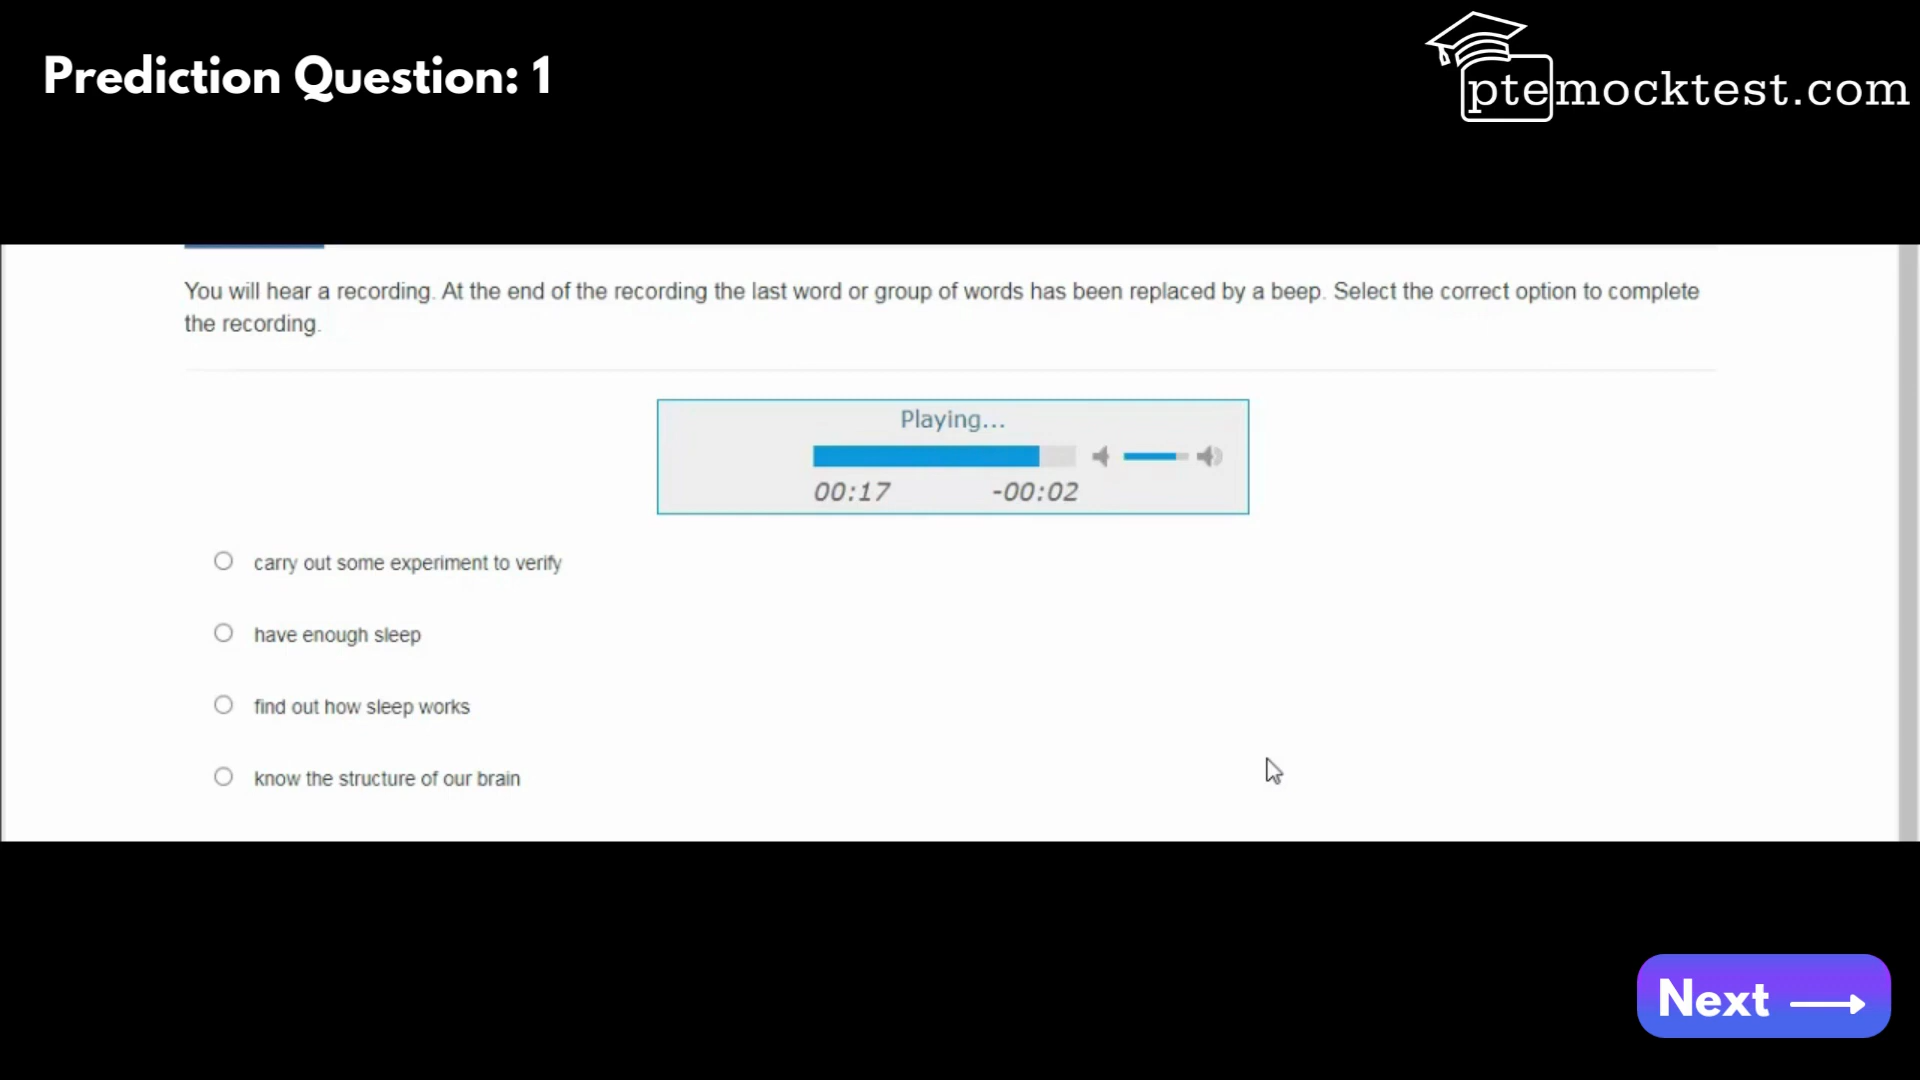 Prediction Question: 1
ptemocktest.com
You will hear a recording. At the end of the recording the last word or group of words has been replaced by a beep. Select the correct option to complete
the recording.
Playing...
00:17 -00:02
carry out some experiment to verify
have enough sleep
find out how sleep works
know the structure of our brain
Next